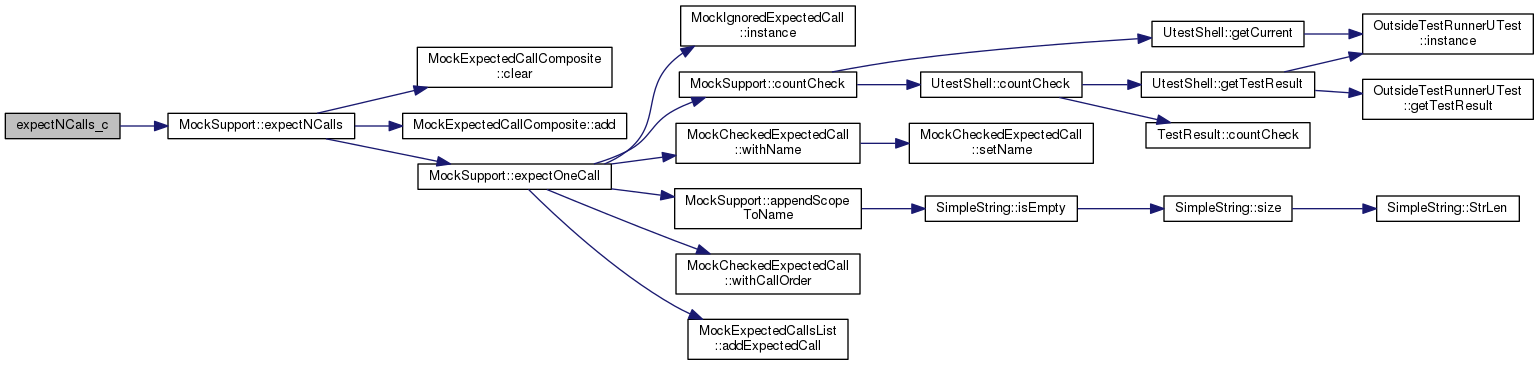 expectNCalls_c
MockSupport::expectNCalls
MockExpectedCallComposite
::clear
MockExpectedCallComposite::add
MockSupport::expectOneCall
MockIgnoredExpectedCall
::instance
MockSupport::countCheck
MockCheckedExpectedCall
::withName
MockSupport::appendScope
ToName
MockCheckedExpectedCall
::withCallOrder
MockExpectedCallsList
::addExpectedCall
UtestShell::countCheck
MockCheckedExpectedCall
::setName
SimpleString::isEmpty
UtestShell::getCurrent
UtestShell::getTestResult
TestResult::countCheck
SimpleString::size
OutsideTestRunnerUTest
::instance
OutsideTestRunnerUTest
::getTestResult
SimpleString::StrLen